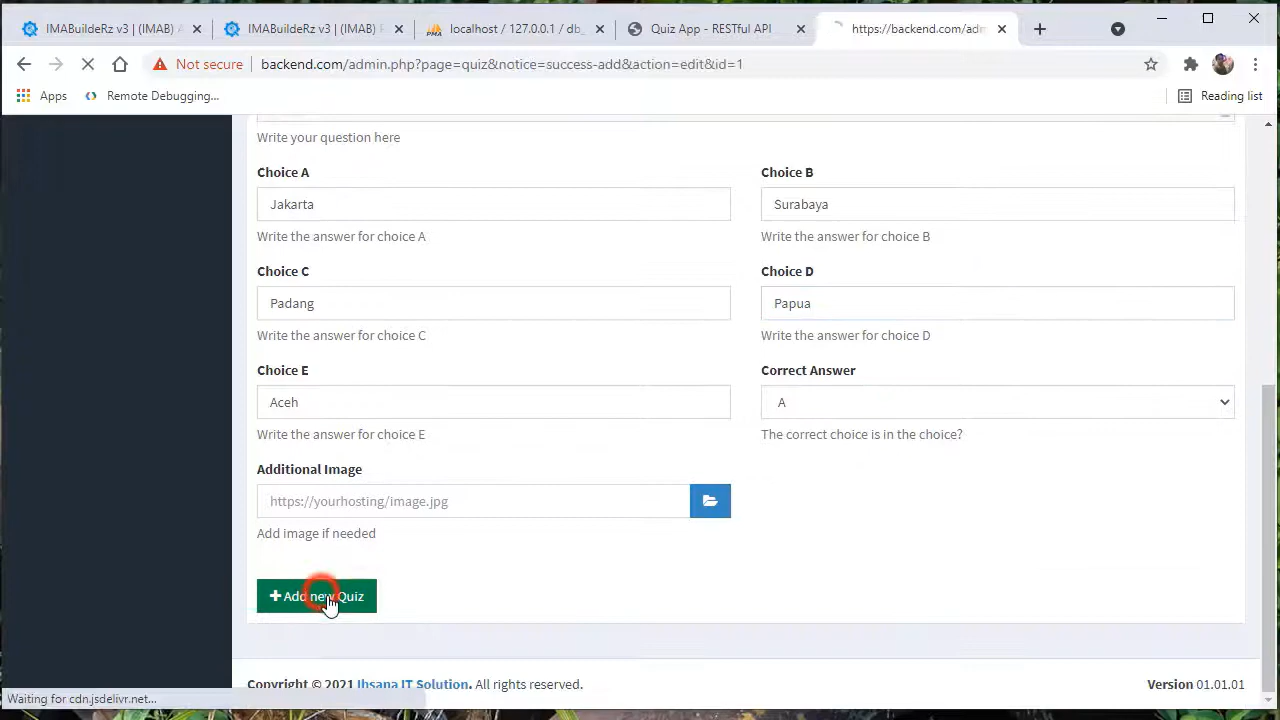 IMABuildeRz v3 | (IMAB) A
IMABuildeRz v3 | (IMAB) F
localhost / 127.0.0.1 / db_
Quiz App - RESTful API
https://backend.com/adm
Not secure
backend.com/admin.php?page=quiz&notice=success-add&action=edit&id=1
Apps
Remote Debugging...
Reading list
Write your question here
Choice A
Choice B
Jakarta
Surabaya
Write the answer for choice A
Write the answer for choice B
Choice C
Choice D
Padang
Papua
Write the answer for choice C
Write the answer for choice D
Choice E
Correct Answer
Aceh
A
Write the answer for choice E
The correct choice is in the choice?
Additional Image
https://yourhosting/image.jpg
Add image if needed
Add new Quiz
Copyright © 2021 Ihsana IT Solution. All rights reserved.
Version 01.01.01
Waiting for cdn.jsdelivr.net...